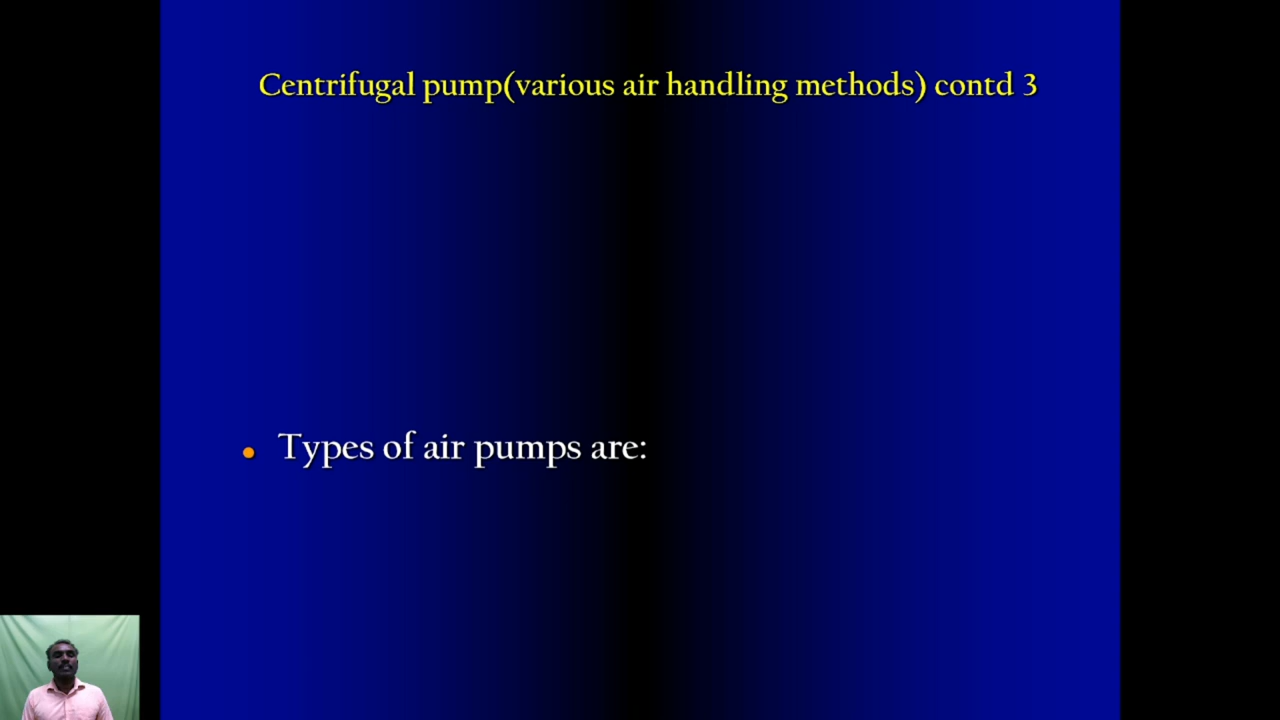 Centrifugal pump(various air handling methods) contd 3
Types of air pumps are: